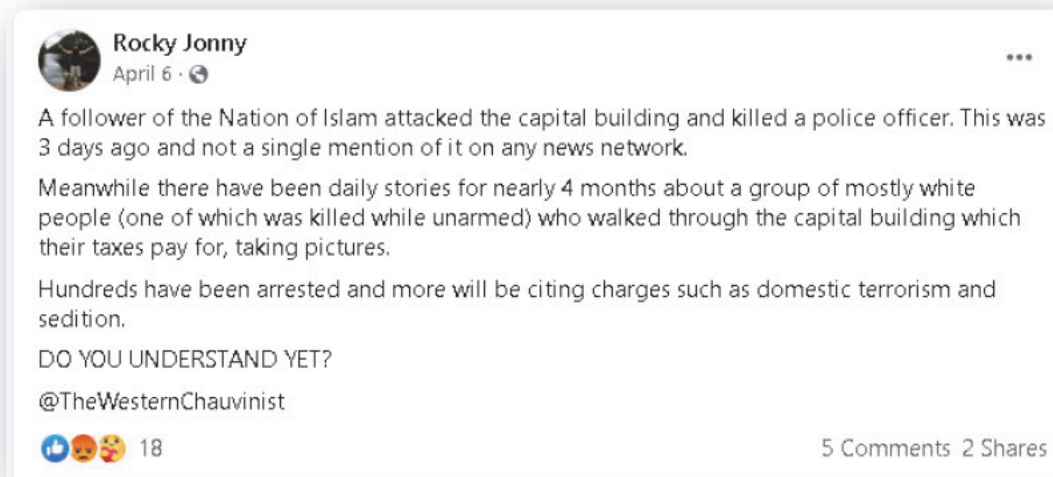 Rocky Jonny
April 6 ·
A follower of the Nation of Islam attacked the capital building and killed a police officer. This was
3 days ago and not a single mention of it on any news network.
Meanwhile there have been daily stories for nearly 4 months about a group of mostly white
people (one of which was killed while unarmed) who walked through the capital building which
their taxes pay for, taking pictures.
Hundreds have been arrested and more will be citing charges such as domestic terrorism and
sedition.
DO YOU UNDERSTAND YET?
@TheWesternChauvinist
18 5 Comments 2 Shares